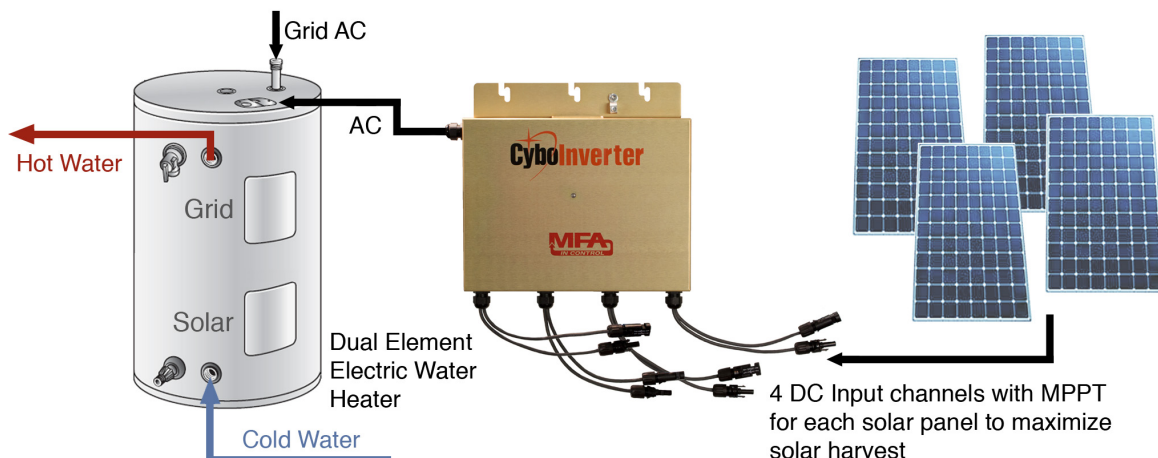 Grid AC
AC
Hot Water
Grid
Solar
Cold Water
Dual Element
Electric Water
Heater
CyboInverter
MFA
IN CONTROL
4 DC Input channels with MPPT
for each solar panel to maximize
solar harvest